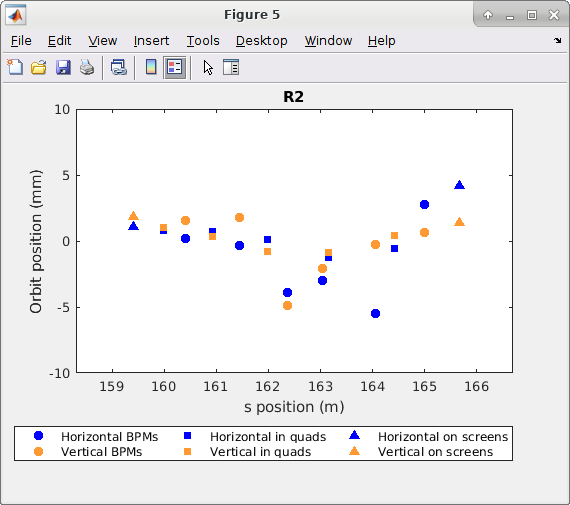 Figure 5
File Edit View Insert Tools Desktop Window Help
R2
10
5
0
-5
-10
Orbit position (mm)
159 160 161 162 163 164 165 166
s position (m)
Horizontal BPMs Horizontal in quads Horizontal on screens
Vertical BPMs Vertical in quads Vertical on screens